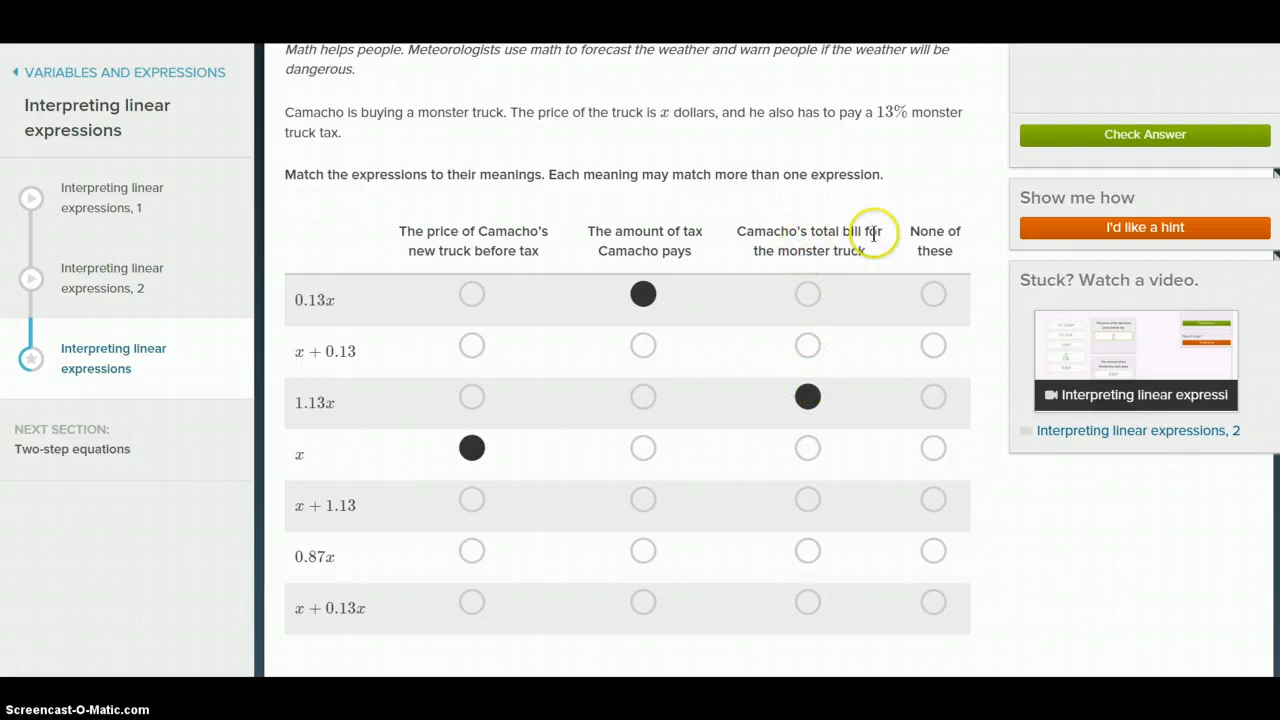 VARIABLES AND EXPRESSIONS
Interpreting linear
expressions
Interpreting linear
expressions, 1
Interpreting linear
expressions, 2
Interpreting linear
expressions
NEXT SECTION:
Two-step equations
Math helps people. Meteorologists use math to forecast the weather and warn people if the weather will be
dangerous.
Camacho is buying a monster truck. The price of the truck is x dollars, and he also has to pay a 13% monster
truck tax.
Match the expressions to their meanings. Each meaning may match more than one expression.
The price of Camacho's
new truck before tax
The amount of tax
Camacho pays
Camacho's total bill for
the monster truck
None of
these
0.13x
x + 0.13
1.13x
x
x + 1.13
0.87x
x + 0.13x
Check Answer
Show me how
I'd like a hint
Stuck? Watch a video.
Interpreting linear expressi
Interpreting linear expressions, 2
Screencast-O-Matic.com